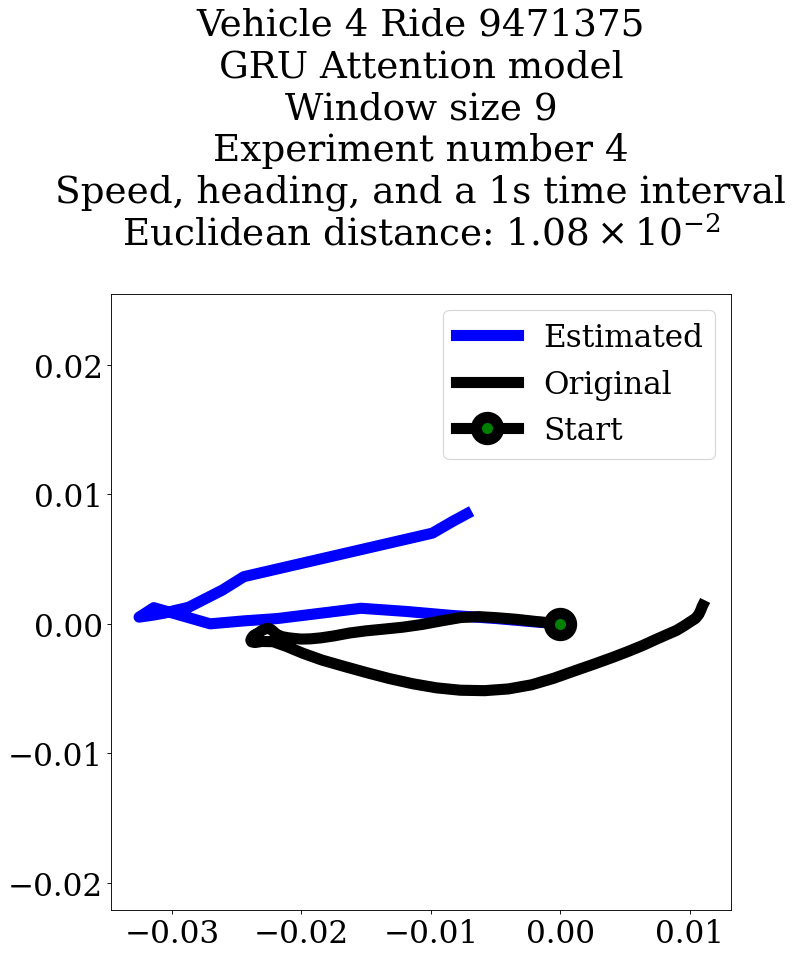 Vehicle 4 Ride 9471375
GRU Attention model
Window size 9
Experiment number 4
Speed, heading, and a 1s time interval
Euclidean distance: 1.08 × 10⁻²
Estimated
Original
Start
0.02
0.01
0.00
−0.01
−0.02
−0.03 −0.02 −0.01 0.00 0.01